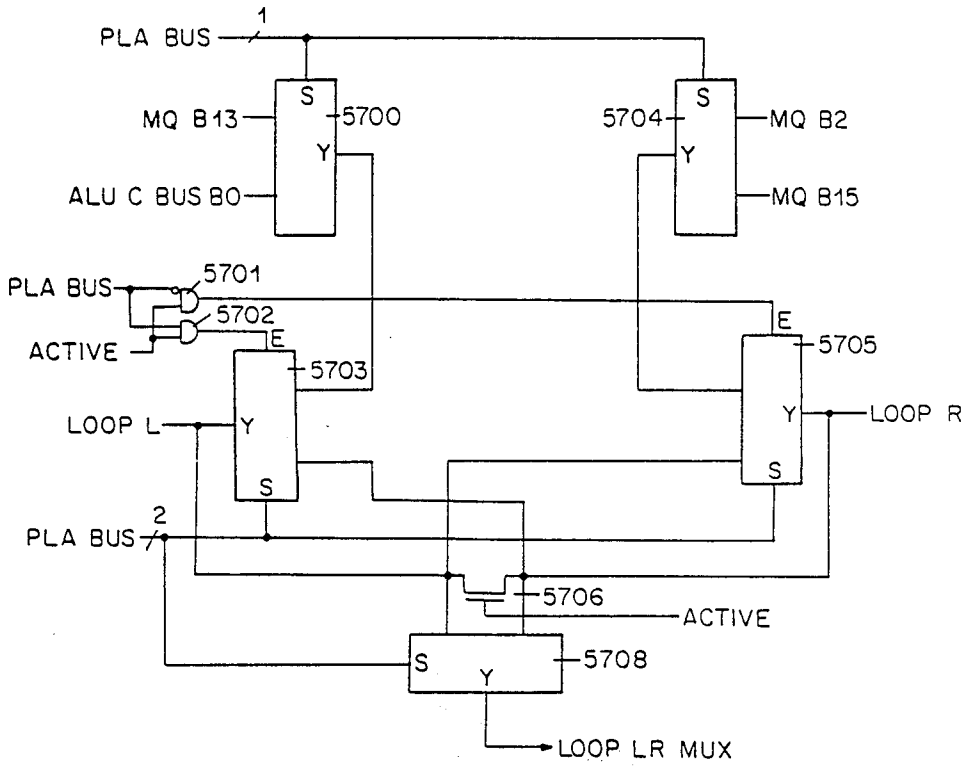 1
PLA BUS
S
S
MQ B13
5700
5704
MQ B2
Y
Y
ALU C BUS B0
MQ B15
5701
PLA BUS
5702
E
E
ACTIVE
5703
5705
LOOP L
Y
Y
LOOP R
S
S
2
PLA BUS
5706
ACTIVE
S
Y
5708
LOOP LR MUX